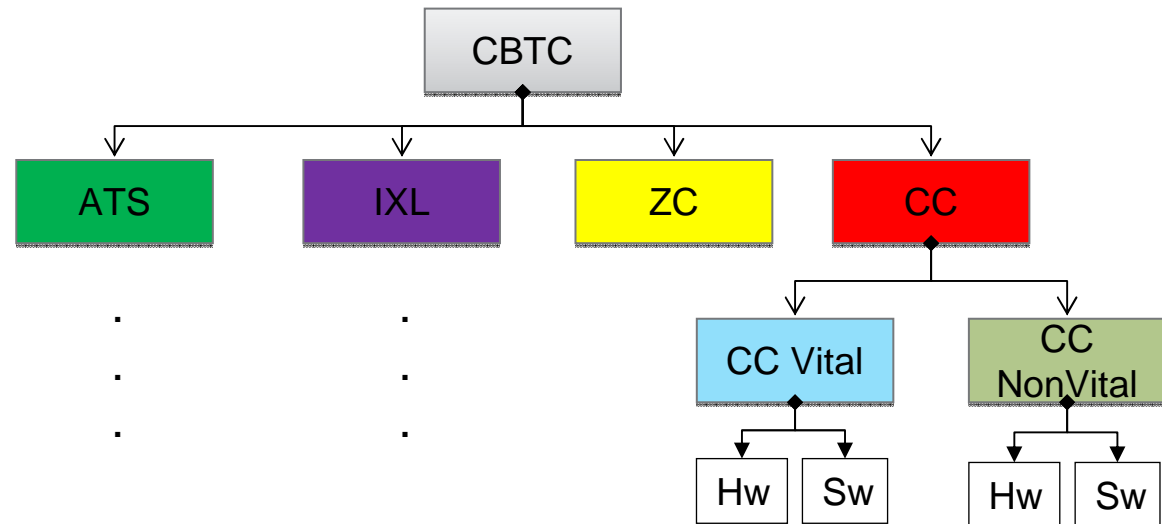 CBTC
ATS
IXL
ZC
CC
.
.
.
.
.
.
CC Vital
CC
NonVital
Hw
Sw
Hw
Sw